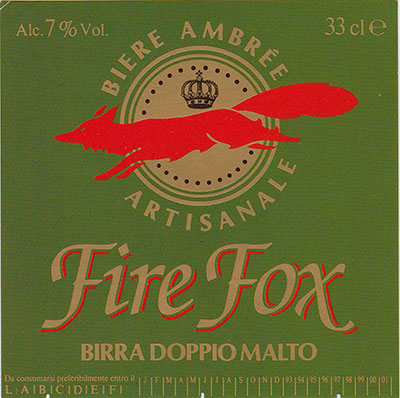 Alc. 7 % Vol.
33 cl e
BIERE AMBRÉE
ARTISANALE
Fire Fox
BIRRA DOPPIO MALTO
Da consumarsi preferibilmente entro il
J F M A M J J A S O N D 93 94 95 96 97 98 99 00 01
L: A B C D E F